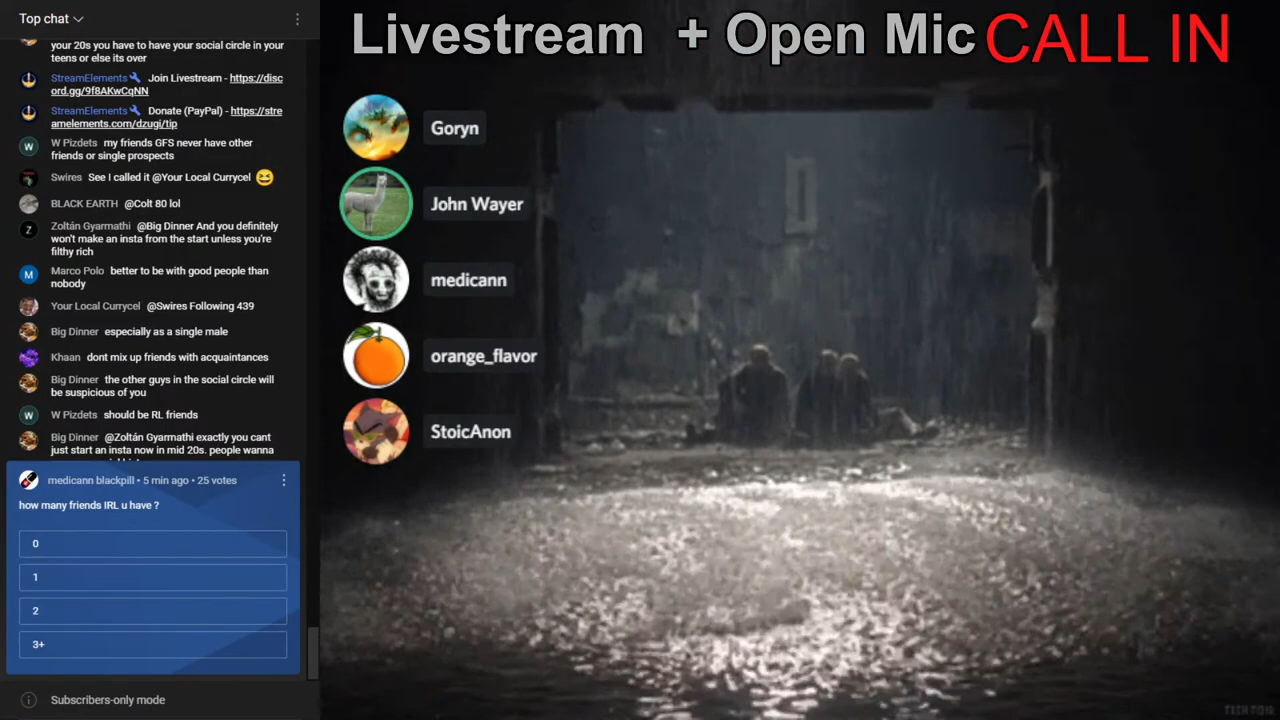 Top chat
your 20s you have to have your social circle in your
teens or else its over
StreamElements Join Livestream - https://disc
ord.gg/9f8AKwCqNN
StreamElements Donate (PayPal) - https://stre
amelements.com/dzugi/tip
W Pizdets my friends GFS never have other
friends or single prospects
Swires See I called it @Your Local Currycel
BLACK EARTH @Colt 80 lol
Zoltán Gyarmathi @Big Dinner And you definitely
won't make an insta from the start unless you're
filthy rich
Marco Polo better to be with good people than
nobody
Your Local Currycel @Swires Following 439
Big Dinner especially as a single male
Khaan dont mix up friends with acquaintances
Big Dinner the other guys in the social circle will
be suspicious of you
W Pizdets should be RL friends
Big Dinner @Zoltán Gyarmathi exactly you cant
just start an insta now in mid 20s. people wanna
medicann blackpill • 5 min ago • 25 votes
how many friends IRL u have ?
0
1
2
3+
Subscribers-only mode
Livestream + Open Mic CALL IN
Goryn
John Wayer
medicann
orange_flavor
StoicAnon